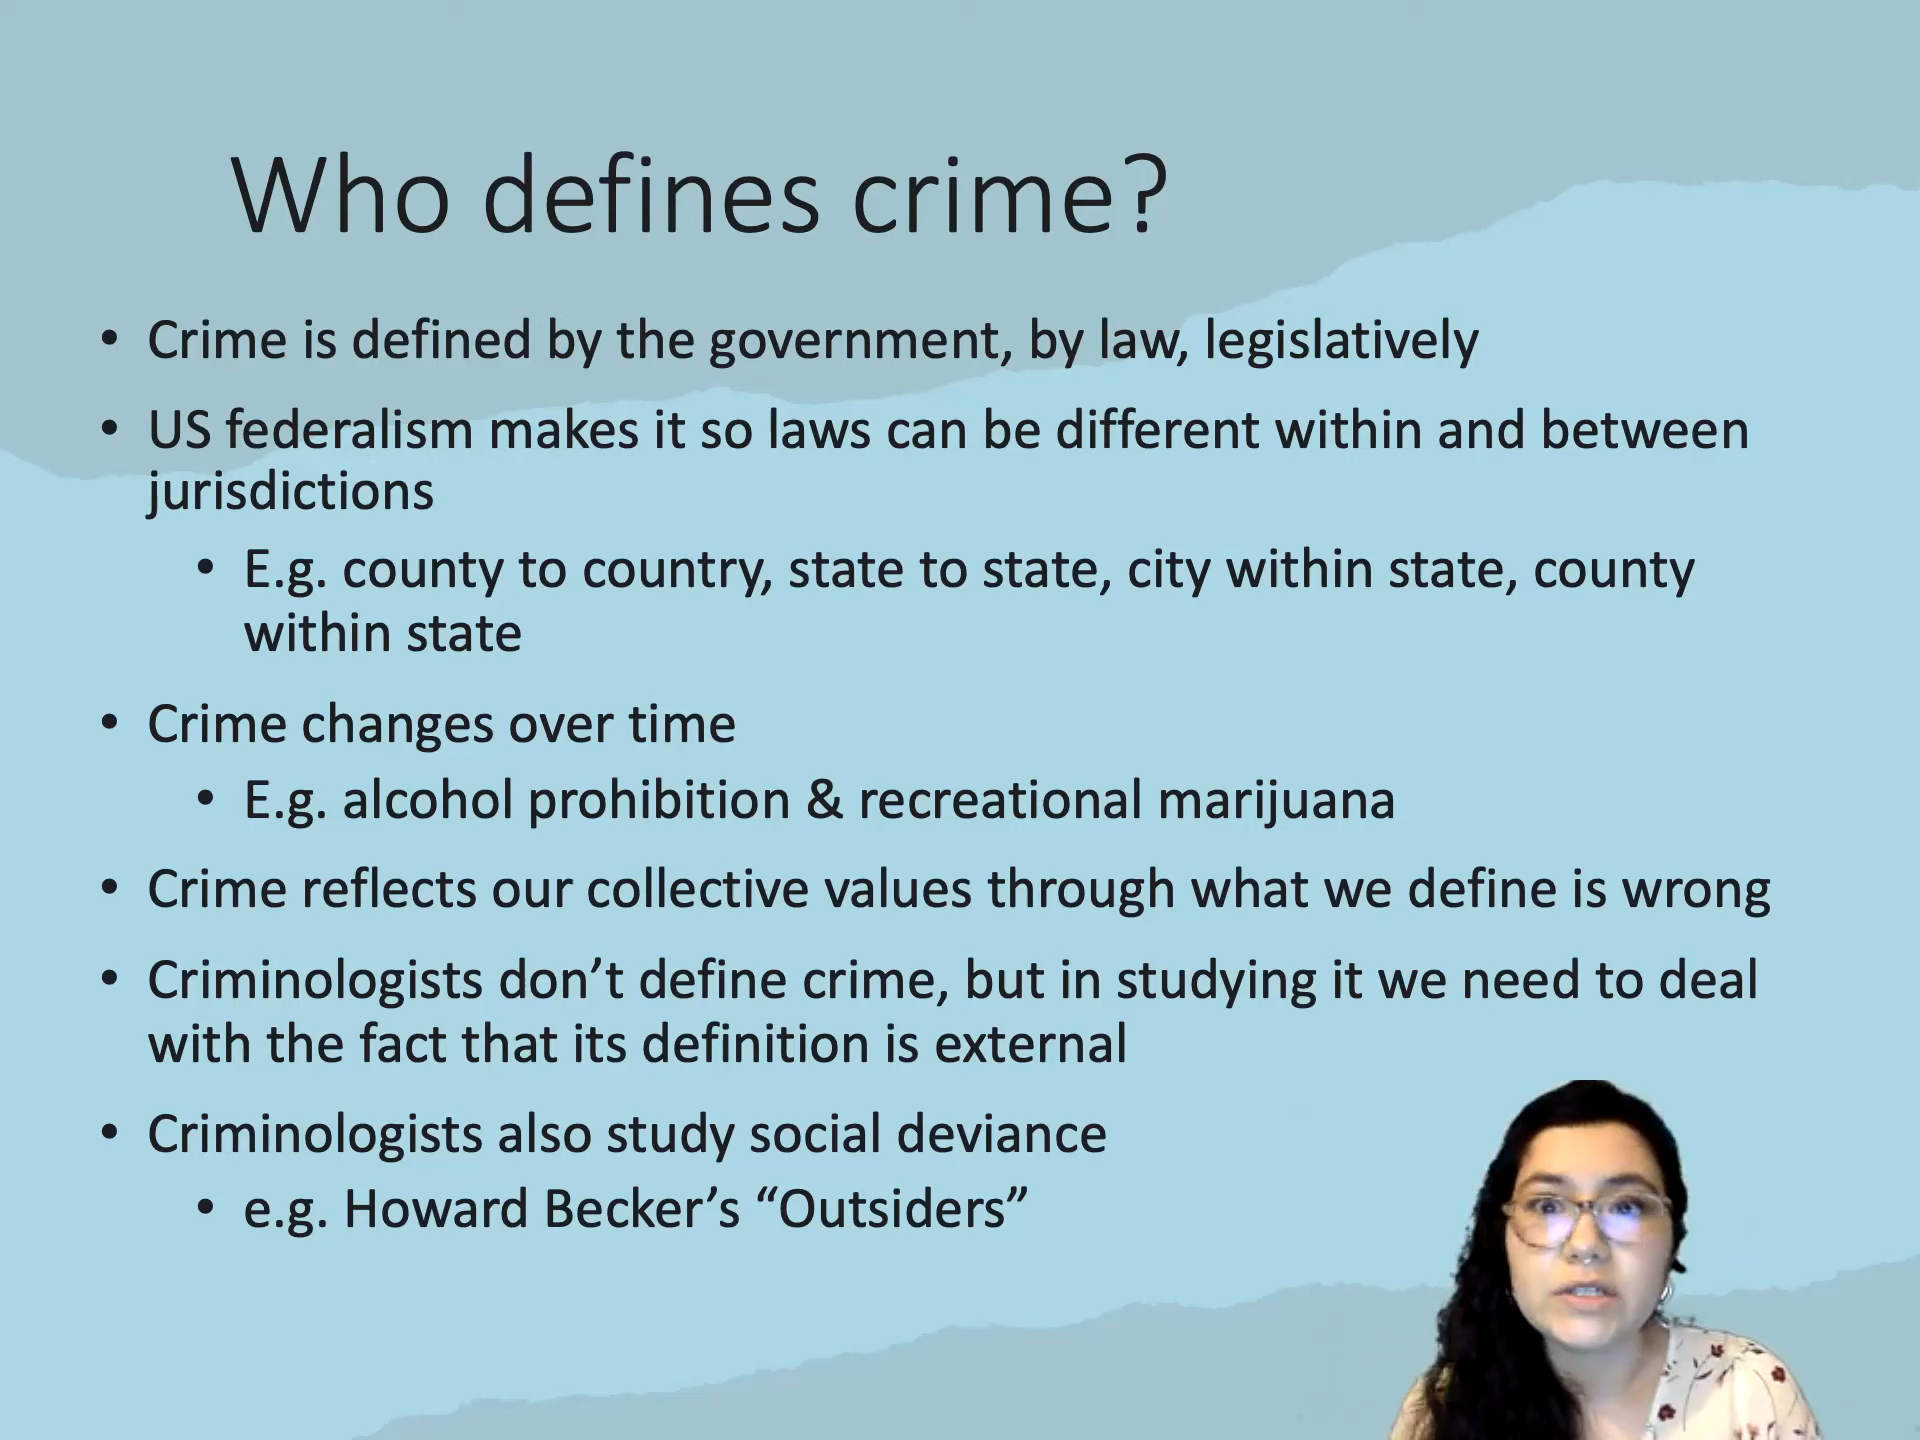 Who defines crime?
• Crime is defined by the government, by law, legislatively
• US federalism makes it so laws can be different within and between
jurisdictions
• E.g. county to country, state to state, city within state, county
within state
• Crime changes over time
• E.g. alcohol prohibition & recreational marijuana
• Crime reflects our collective values through what we define is wrong
• Criminologists don’t define crime, but in studying it we need to deal
with the fact that its definition is external
• Criminologists also study social deviance
• e.g. Howard Becker’s “Outsiders”